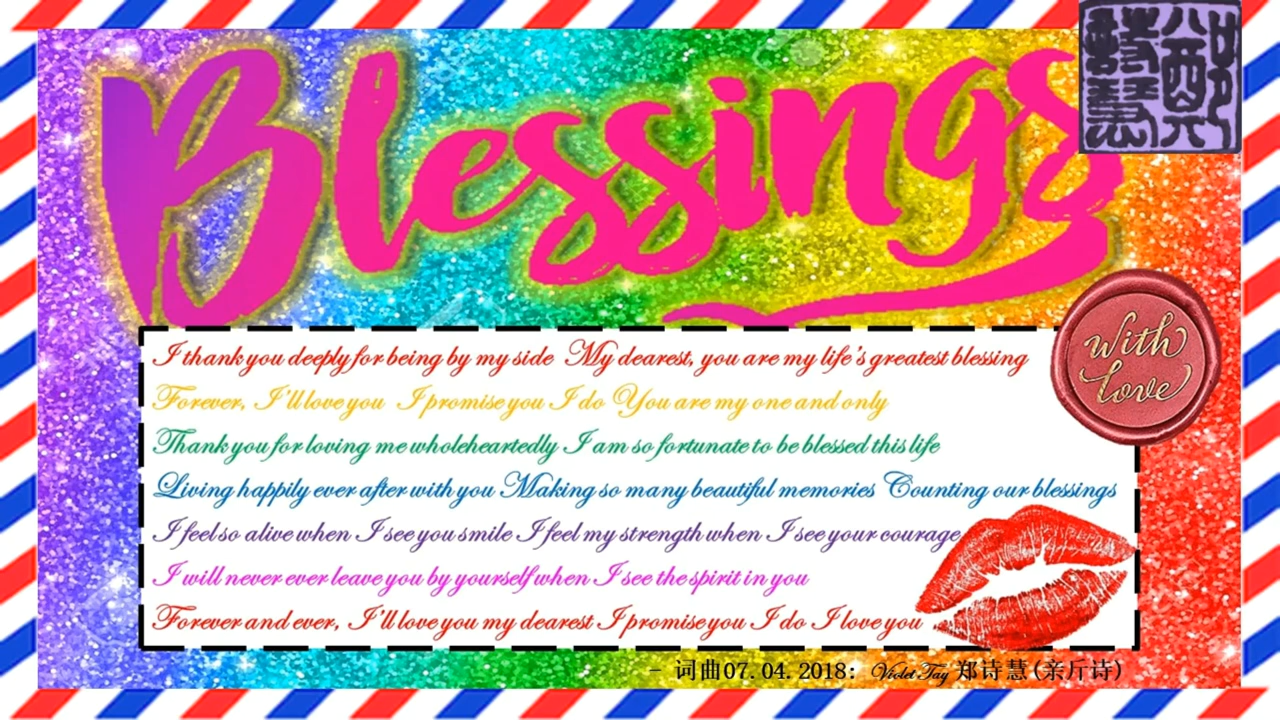 Blessings
鄭詩慧
With
Love
I thank you deeply for being by my side My dearest, you are my life's greatest blessing
Forever, I'll love you I promise you I do You are my one and only
Thank you for loving me wholeheartedly I am so fortunate to be blessed this life
Living happily ever after with you Making so many beautiful memories Counting our blessings
I feel so alive when I see you smile I feel my strength when I see your courage
I will never ever leave you by yourself when I see the spirit in you
Forever and ever, I'll love you my dearest I promise you I do I love you
- 词曲07.04.2018: Violet Tay 郑诗慧(亲斤诗)